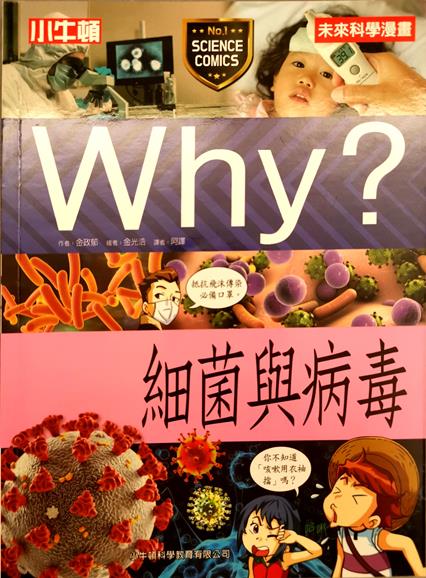 小牛頓
No.1
SCIENCE
COMICS
未來科學漫畫
Why?
作者・金政郁 繪者・金光浩 譯者・阿譯
抵抗飛沫傳染
必備口罩。
細菌與病毒
你不知道
「咳嗽用衣袖
擋」嗎?
小牛頓科學教育有限公司